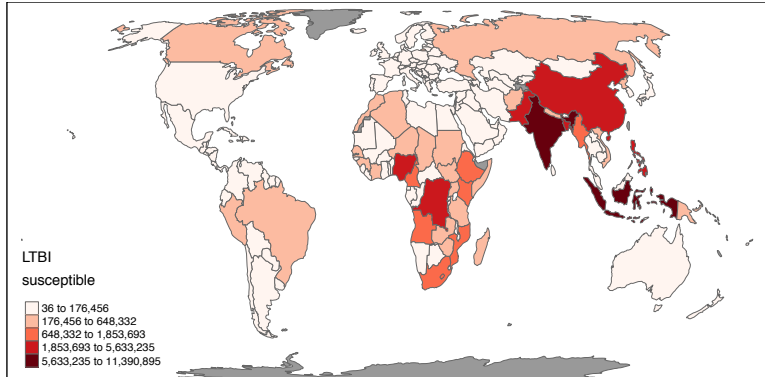 LTBI
susceptible
36 to 176,456
176,456 to 648,332
648,332 to 1,853,693
1,853,693 to 5,633,235
5,633,235 to 11,390,895